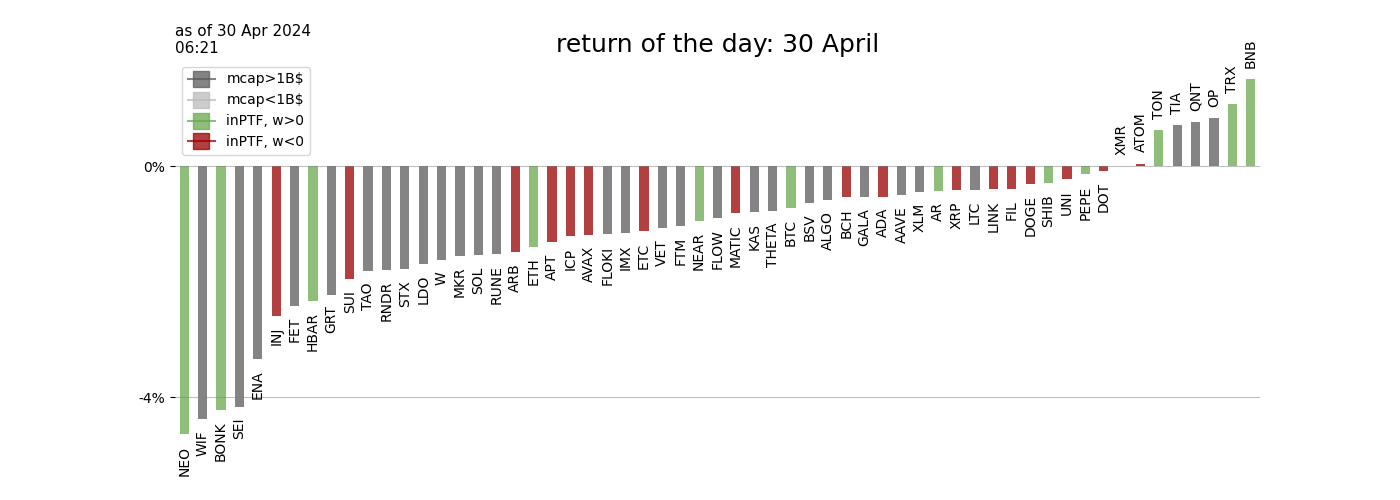 as of 30 Apr 2024
06:21
return of the day: 30 April
mcap>1B$
mcap<1B$
inPTF, w>0
inPTF, w<0
0%
-4%
NEO
WIF
BONK
SEI
ENA
INJ
FET
HBAR
GRT
SUI
TAO
RNDR
STX
LDO
W
MKR
SOL
RUNE
ARB
ETH
APT
ICP
AVAX
FLOKI
IMX
ETC
VET
FTM
NEAR
FLOW
MATIC
KAS
THETA
BTC
BSV
ALGO
BCH
GALA
ADA
AAVE
XLM
AR
XRP
LTC
LINK
FIL
DOGE
SHIB
UNI
PEPE
DOT
XMR
ATOM
TON
TIA
QNT
OP
TRX
BNB